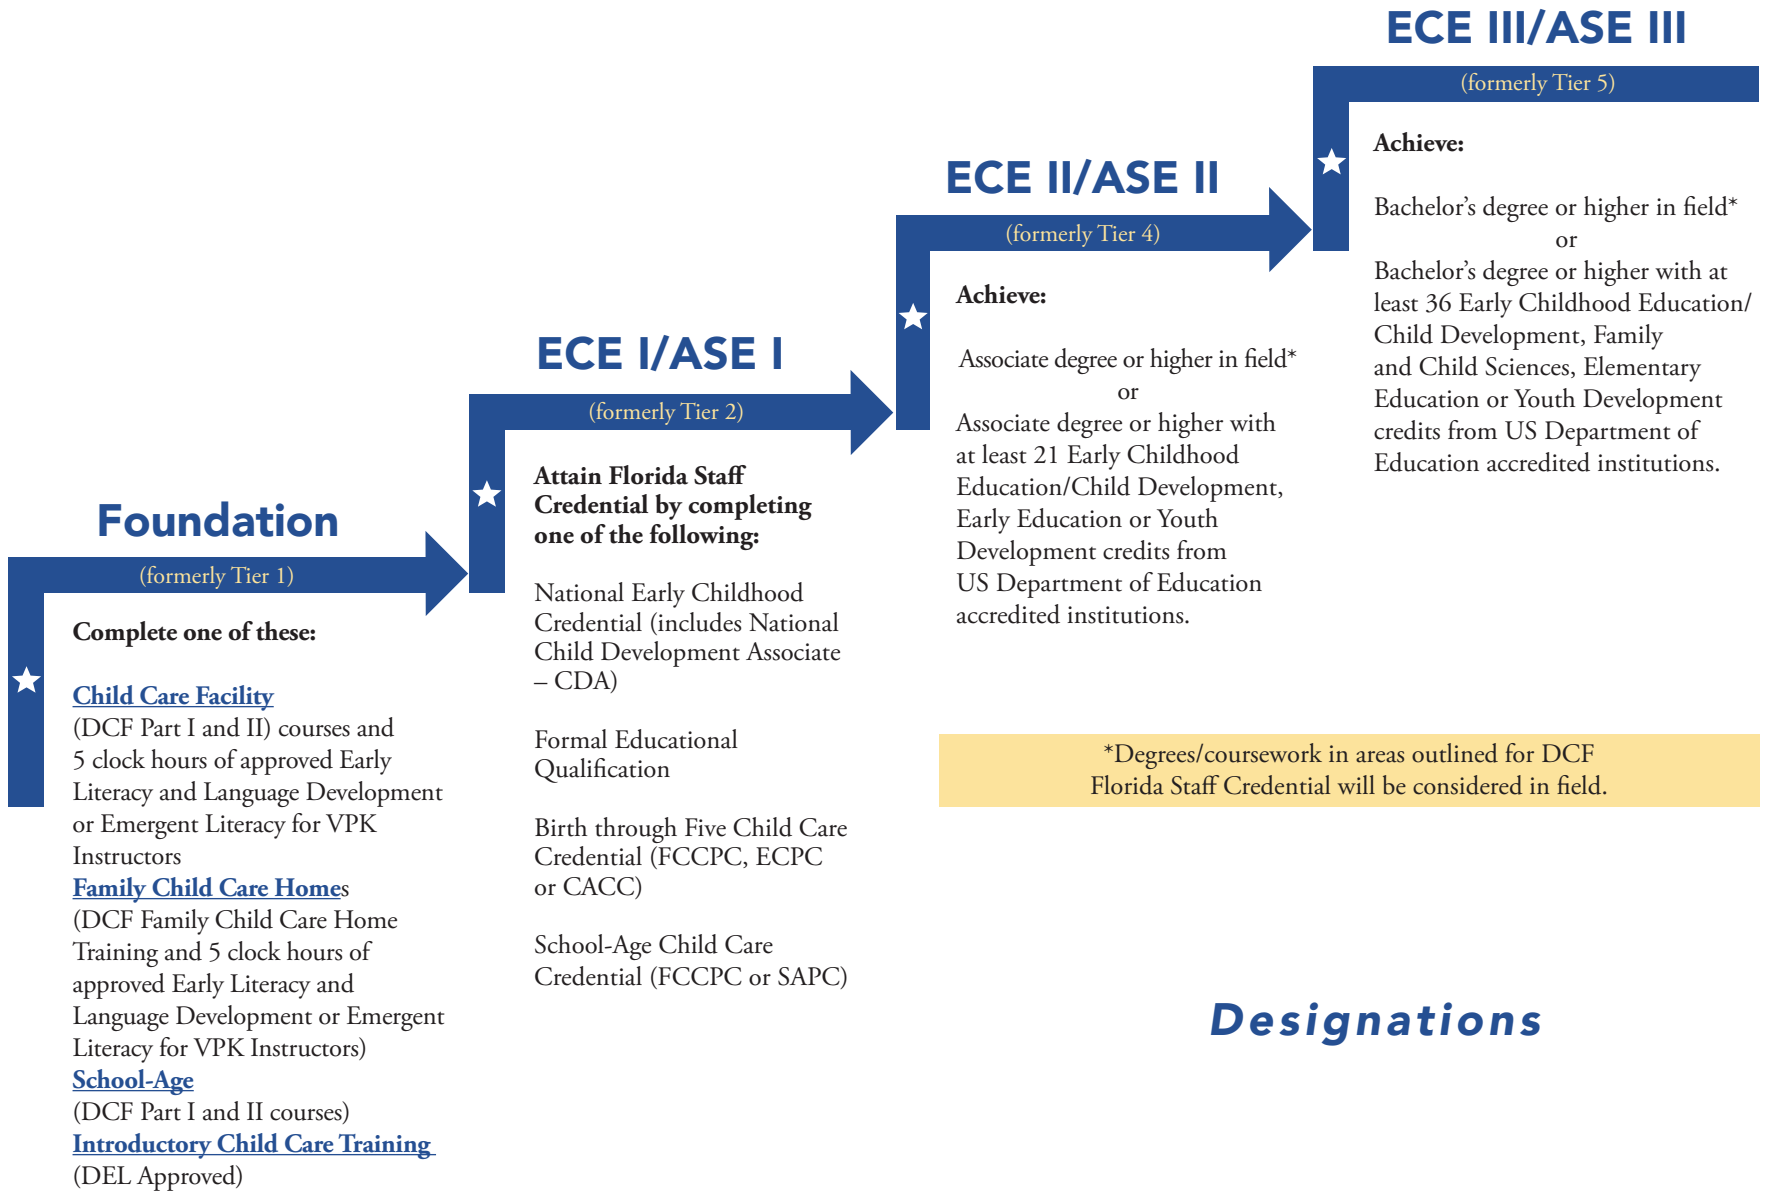 Foundation
(formerly Tier 1)
Complete one of these:
Child Care Facility
(DCF Part I and II) courses and
5 clock hours of approved Early
Literacy and Language Development
or Emergent Literacy for VPK
Instructors
Family Child Care Homes
(DCF Family Child Care Home
Training and 5 clock hours of
approved Early Literacy and
Language Development or Emergent
Literacy for VPK Instructors)
School-Age
(DCF Part I and II courses)
Introductory Child Care Training
(DEL Approved)
ECE I/ASE I
(formerly Tier 2)
Attain Florida Staff
Credential by completing
one of the following:
National Early Childhood
Credential (includes National
Child Development Associate
– CDA)
Formal Educational
Qualification
Birth through Five Child Care
Credential (FCCPC, ECPC
or CACC)
School-Age Child Care
Credential (FCCPC or SAPC)
ECE II/ASE II
(formerly Tier 4)
Achieve:
Associate degree or higher in field*
or
Associate degree or higher with
at least 21 Early Childhood
Education/Child Development,
Early Education or Youth
Development credits from
US Department of Education
accredited institutions.
ECE III/ASE III
(formerly Tier 5)
Achieve:
Bachelor’s degree or higher in field*
or
Bachelor’s degree or higher with at
least 36 Early Childhood Education/
Child Development, Family
and Child Sciences, Elementary
Education or Youth Development
credits from US Department of
Education accredited institutions.
*Degrees/coursework in areas outlined for DCF
Florida Staff Credential will be considered in field.
Designations